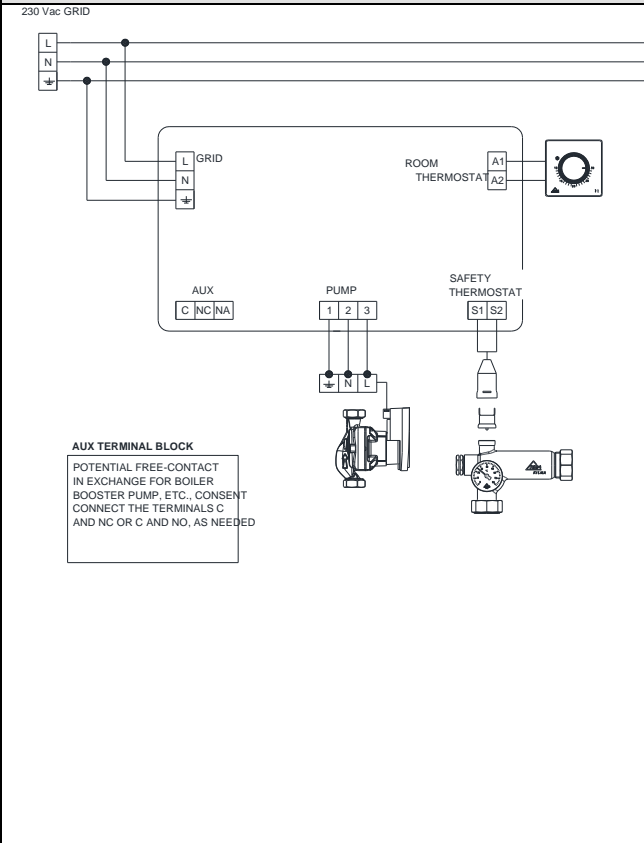 230 Vac GRID
L
N
L
GRID
N
ROOM
THERMOSTAT
A1
A2
AUX
C NC NA
PUMP
1 2 3
SAFETY
THERMOSTAT
S1 S2
N L
AUX TERMINAL BLOCK
POTENTIAL FREE-CONTACT
IN EXCHANGE FOR BOILER
BOOSTER PUMP, ETC., CONSENT
CONNECT THE TERMINALS C
AND NC OR C AND NO, AS NEEDED